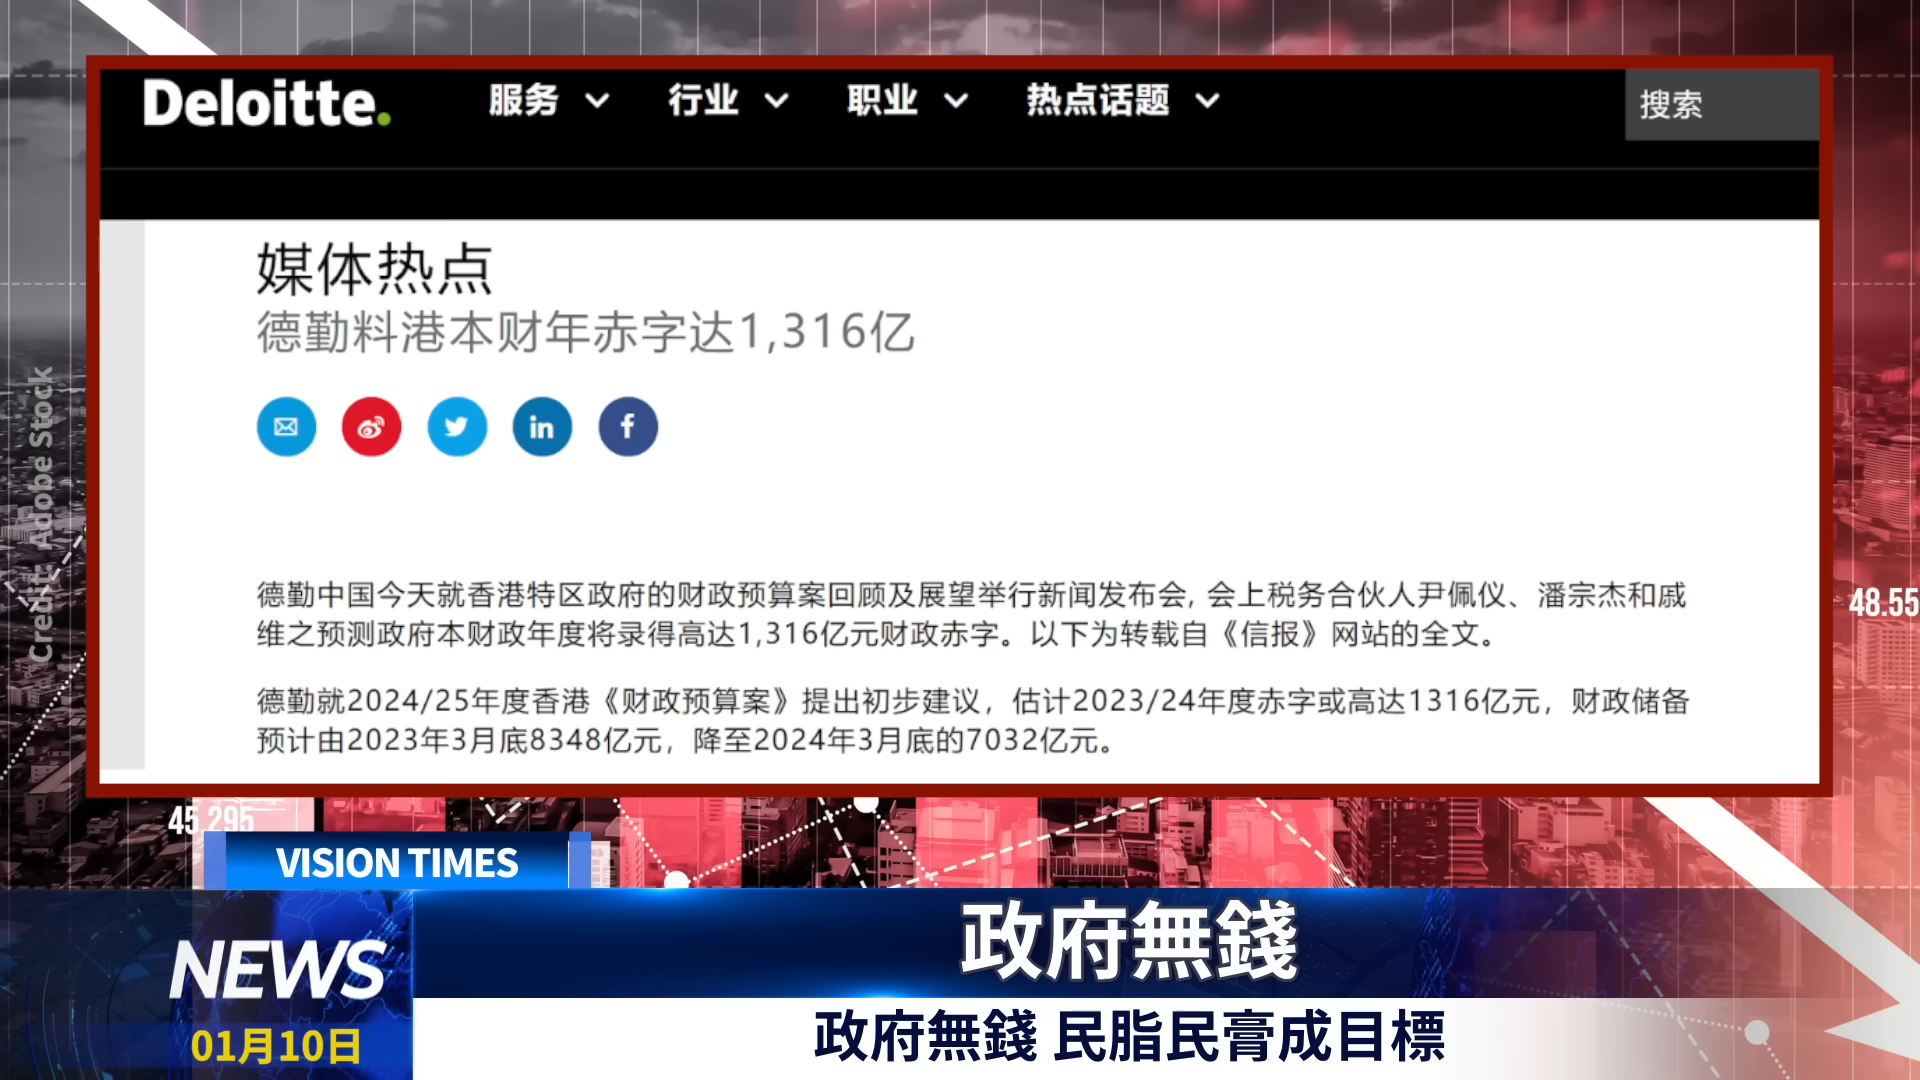 Deloitte.
服务
行业
职业
热点话题
搜索
媒体热点
德勤料港本财年赤字达1,316亿
德勤中国今天就香港特区政府的财政预算案回顾及展望举行新闻发布会, 会上税务合伙人尹佩仪、潘宗杰和戚
维之预测政府本财政年度将录得高达1,316亿元财政赤字。以下为转载自《信报》网站的全文。
德勤就2024/25年度香港《财政预算案》提出初步建议，估计2023/24年度赤字或高达1316亿元，财政储备
预计由2023年3月底8348亿元，降至2024年3月底的7032亿元。
Credit: Adobe Stock
48.55
45.295
VISION TIMES
NEWS
01月10日
政府無錢
政府無錢 民脂民膏成目標